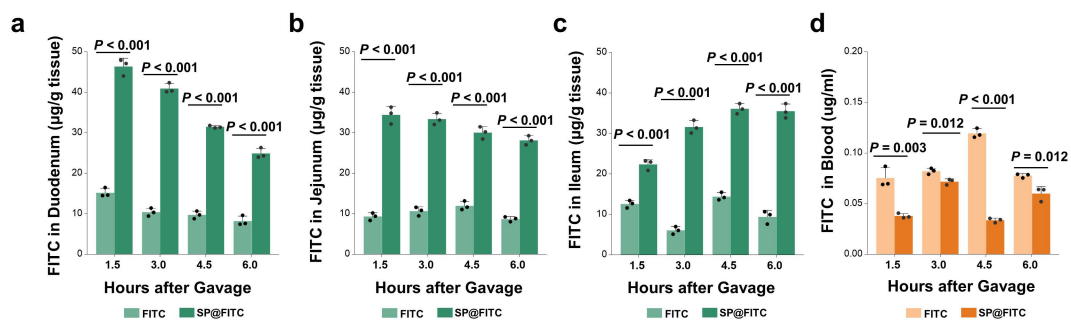 a
FITC in Duodenum (μg/g tissue)
50
40
30
20
10
0
P < 0.001
P < 0.001
P < 0.001
P < 0.001
1.5 3.0 4.5 6.0
Hours after Gavage
FITC SP@FITC
b
FITC in Jejunum (μg/g tissue)
50
40
30
20
10
0
P < 0.001
P < 0.001
P < 0.001
P < 0.001
1.5 3.0 4.5 6.0
Hours after Gavage
FITC SP@FITC
c
FITC in Ileum (μg/g tissue)
50
40
30
20
10
0
P < 0.001
P < 0.001
P < 0.001
P < 0.001
1.5 3.0 4.5 6.0
Hours after Gavage
FITC SP@FITC
d
FITC in Blood (ug/ml)
0.20
0.15
0.10
0.05
0.00
P = 0.003
P = 0.012
P < 0.001
P = 0.012
1.5 3.0 4.5 6.0
Hours after Gavage
FITC SP@FITC